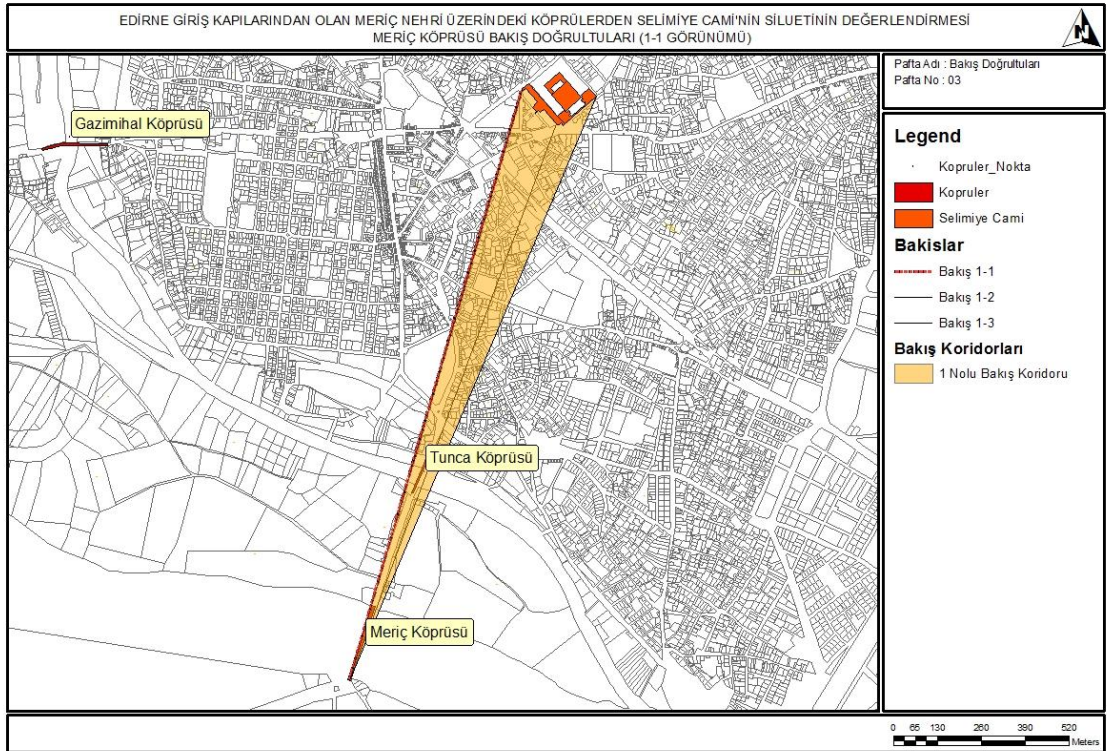 EDİRNE GİRİŞ KAPILARINDAN OLAN MERİÇ NEHRİ ÜZERİNDEKİ KÖPRÜLERDEN SELİMİYE CAMİ'NİN SİLUETİNİN DEĞERLENDİRMESİ
MERİÇ KÖPRÜSÜ BAKIŞ DOĞRULTULARI (1-1 GÖRÜNÜMÜ)
N
Pafta Adı : Bakış Doğrultuları
Pafta No : 03
Gazimihal Köprüsü
Tunca Köprüsü
Meriç Köprüsü
Legend
Kopruler_Nokta
Kopruler
Selimiye Cami
Bakislar
Bakış 1-1
Bakış 1-2
Bakış 1-3
Bakış Koridorları
1 Nolu Bakış Koridoru
0 65 130 260 390 520
Meters